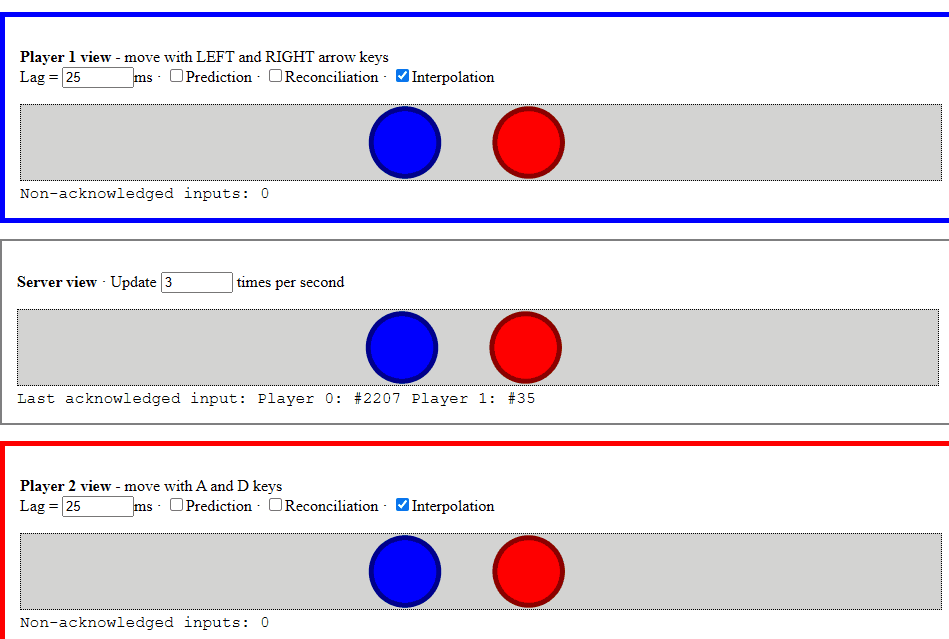 Player 1 view - move with LEFT and RIGHT arrow keys
Lag = 25 ms · Prediction · Reconciliation · Interpolation
Non-acknowledged inputs: 0
Server view · Update 3 times per second
Last acknowledged input: Player 0: #2207 Player 1: #35
Player 2 view - move with A and D keys
Lag = 25 ms · Prediction · Reconciliation · Interpolation
Non-acknowledged inputs: 0